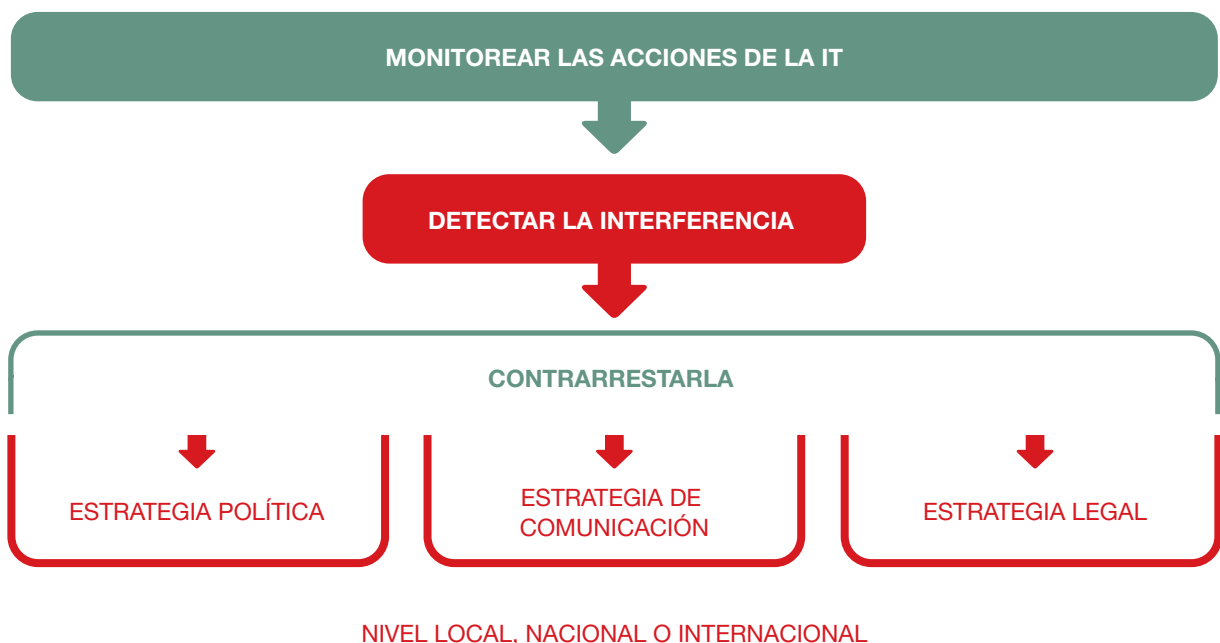 MONITOREAR LAS ACCIONES DE LA IT
DETECTAR LA INTERFERENCIA
CONTRARRESTARLA
ESTRATEGIA POLÍTICA
ESTRATEGIA DE
COMUNICACIÓN
ESTRATEGIA LEGAL
NIVEL LOCAL, NACIONAL O INTERNACIONAL